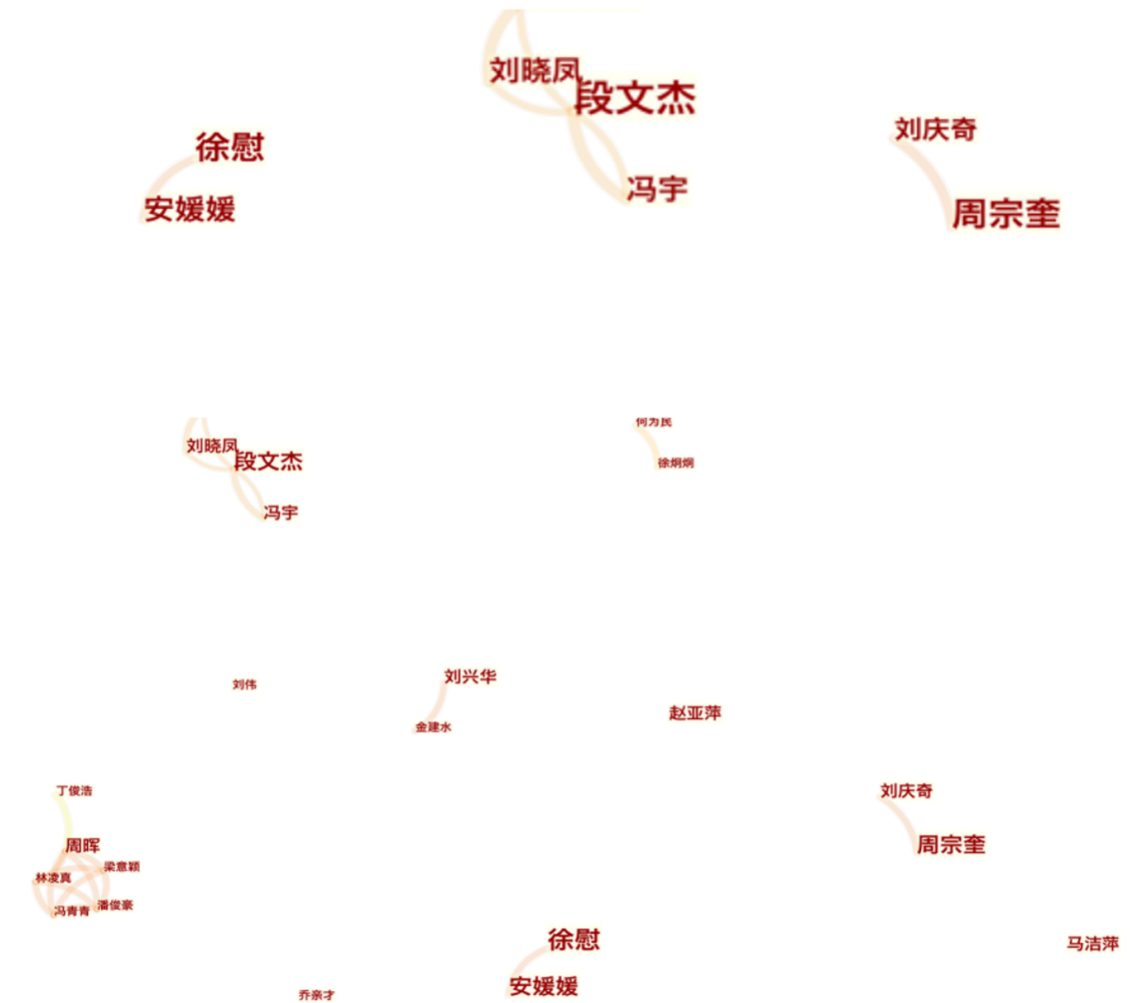 刘晓凤
段文杰
刘庆奇
徐慰
冯宇
安媛媛
周宗奎
何为民
刘晓凤
段文杰
徐炯炯
冯宇
刘兴华
刘伟
赵亚萍
金建水
丁俊浩
刘庆奇
周晖
周宗奎
梁意颖
林凌真
潘俊豪
冯青青
徐慰
马洁萍
安媛媛
乔亲才